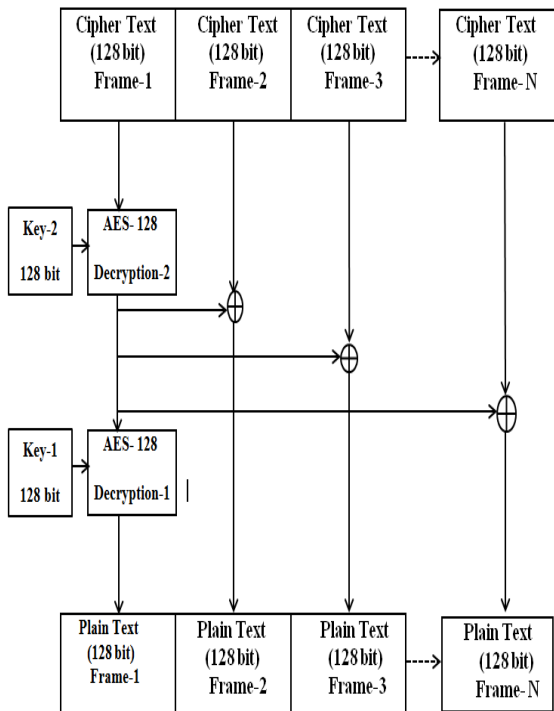 Cipher Text
(128 bit)
Frame-1
Cipher Text
(128 bit)
Frame-2
Cipher Text
(128 bit)
Frame-3
Cipher Text
(128 bit)
Frame- N
Key-2
128 bit
AES- 128
Decryption-2
Key-1
128 bit
AES- 128
Decryption-1
Plain Text
(128 bit)
Frame-1
Plain Text
(128 bit)
Frame-2
Plain Text
(128 bit)
Frame-3
Plain Text
(128 bit)
Frame- N